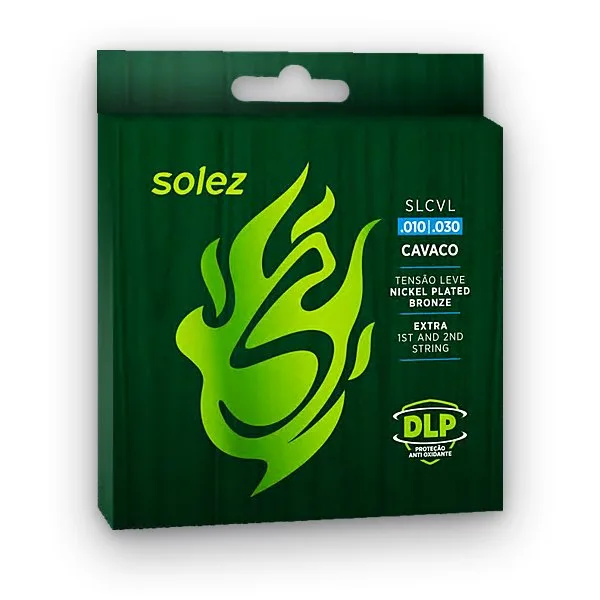 solez
SLCVL
.010|.030
CAVACO
TENSÃO LEVE
NICKEL PLATED
BRONZE
EXTRA
1ST AND 2ND
STRING
DLP
PROTEÇÃO
ANTI OXIDANTE